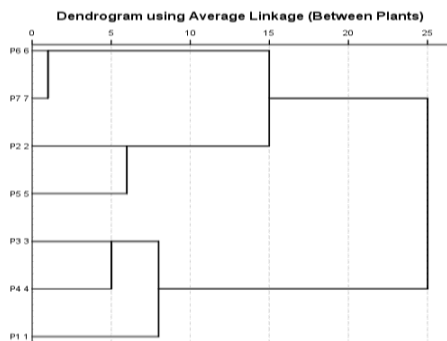 Dendrogram using Average Linkage (Between Plants)
0 5 10 15 20 25
P6 6
P7 7
P2 2
P5 5
P3 3
P4 4
P1 1